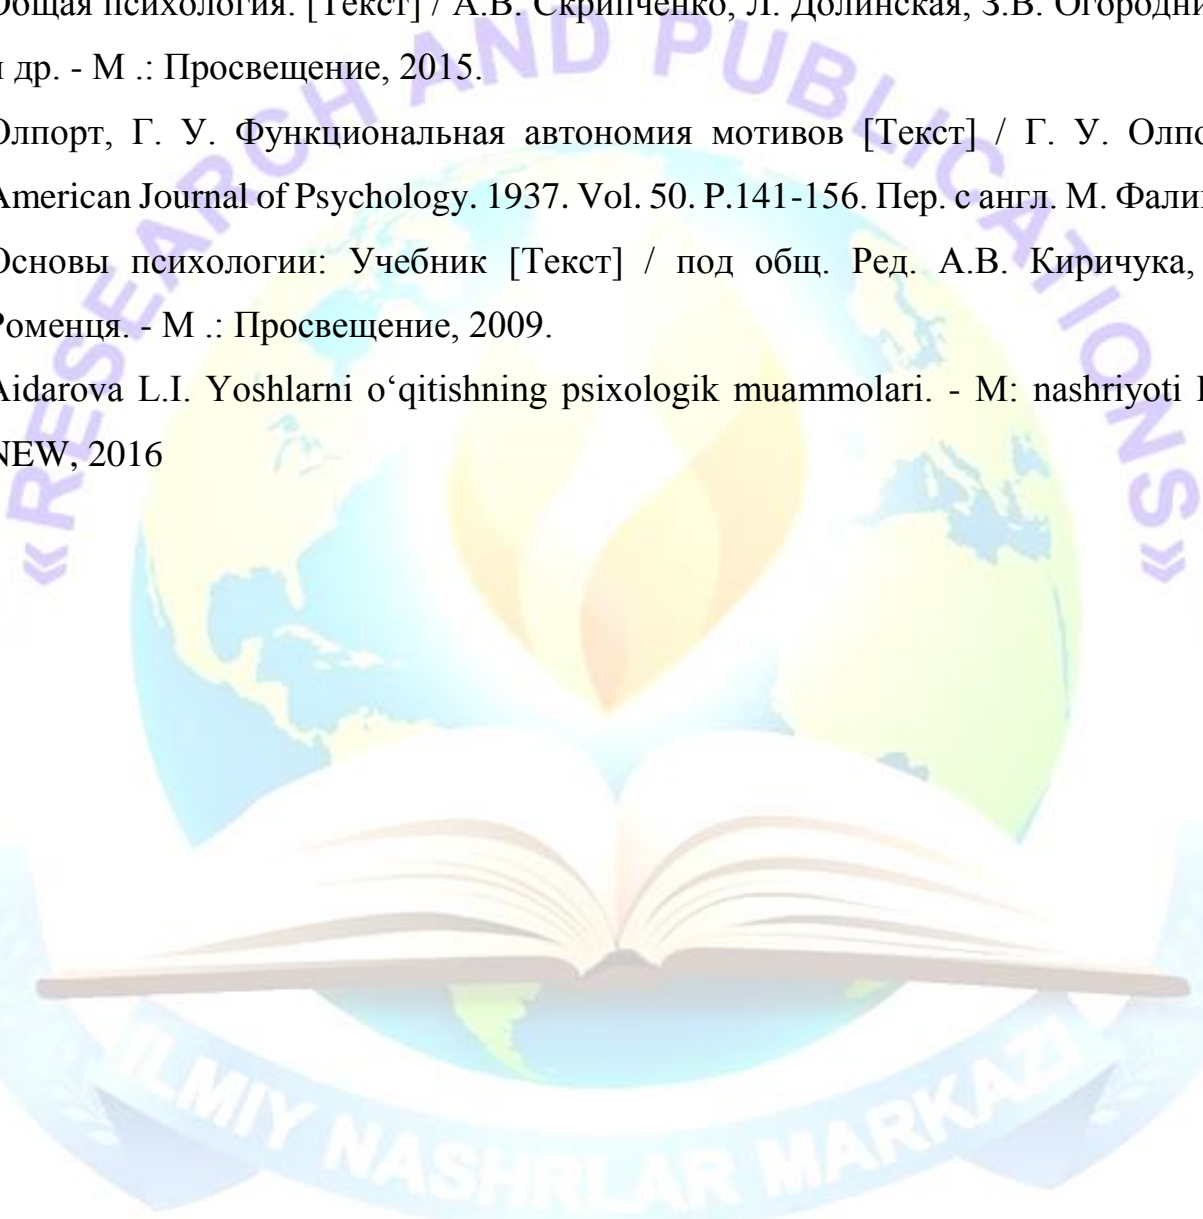 Общая психология. [Текст] / А.В. Скрипченко, Л. Долинская, З.В. Огородни
и др. - М .: Просвещение, 2015.
Олпорт, Г. У. Функциональная автономия мотивов [Текст] / Г. У. Олпо
American Journal of Psychology. 1937. Vol. 50. P.141-156. Пер. с англ. М. Фали
Основы психологии: Учебник [Текст] / под общ. Ред. А.В. Киричука,
Роменця. - М .: Просвещение, 2009.
Aidarova L.I. Yoshlarni o‘qitishning psixologik muammolari. - M: nashriyoti
NEW, 2016
«RESEARCH AND PUBLICATIONS»
ILMIY NASHRLAR MARKAZI